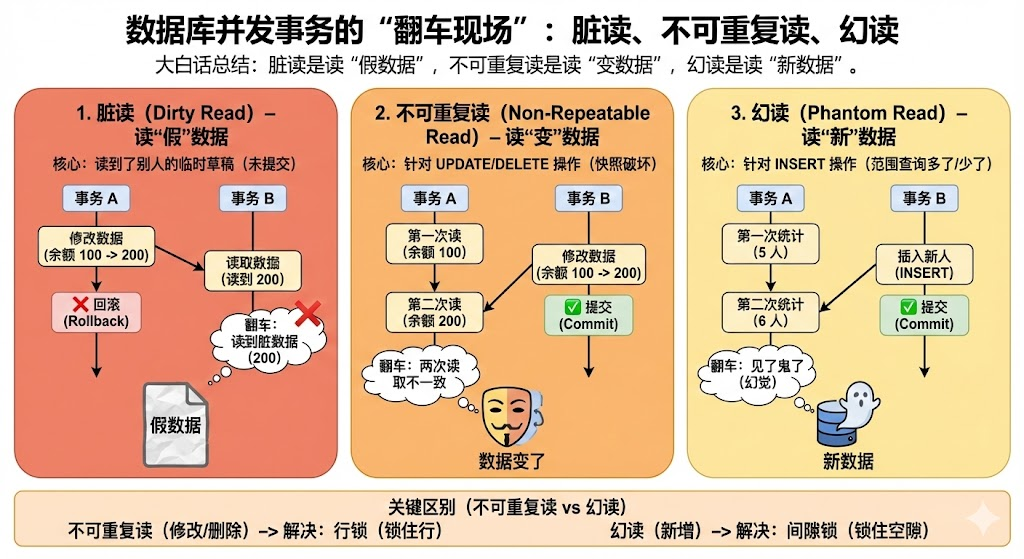 数据库并发事务的“翻车现场”：脏读、不可重复读、幻读
大白话总结：脏读是读“假数据”，不可重复读是读“变数据”，幻读是读“新数据”。
1. 脏读（Dirty Read）–
读“假”数据
核心：读到了别人的临时草稿（未提交）
事务 A
事务 B
修改数据
(余额 100 -> 200)
读取数据
(读到 200)
❌ 回滚
(Rollback)
翻车：
读到脏数据
(200)
假数据
2. 不可重复读（Non-Repeatable
Read）– 读“变”数据
核心：针对 UPDATE/DELETE 操作（快照破坏）
事务 A
事务 B
第一次读
(余额 100)
修改数据
(余额 100 -> 200)
第二次读
(余额 200)
✅ 提交
(Commit)
翻车：两次读
取不一致
数据变了
3. 幻读（Phantom Read）–
读“新”数据
核心：针对 INSERT 操作（范围查询多了/少了）
事务 A
事务 B
第一次统计
(5 人)
插入新人
(INSERT)
第二次统计
(6 人)
✅ 提交
(Commit)
翻车：见了鬼了
(幻觉)
新数据
关键区别（不可重复读 vs 幻读）
不可重复读（修改/删除）–> 解决：行锁（锁住行）
幻读（新增）–> 解决：间隙锁（锁住空隙）